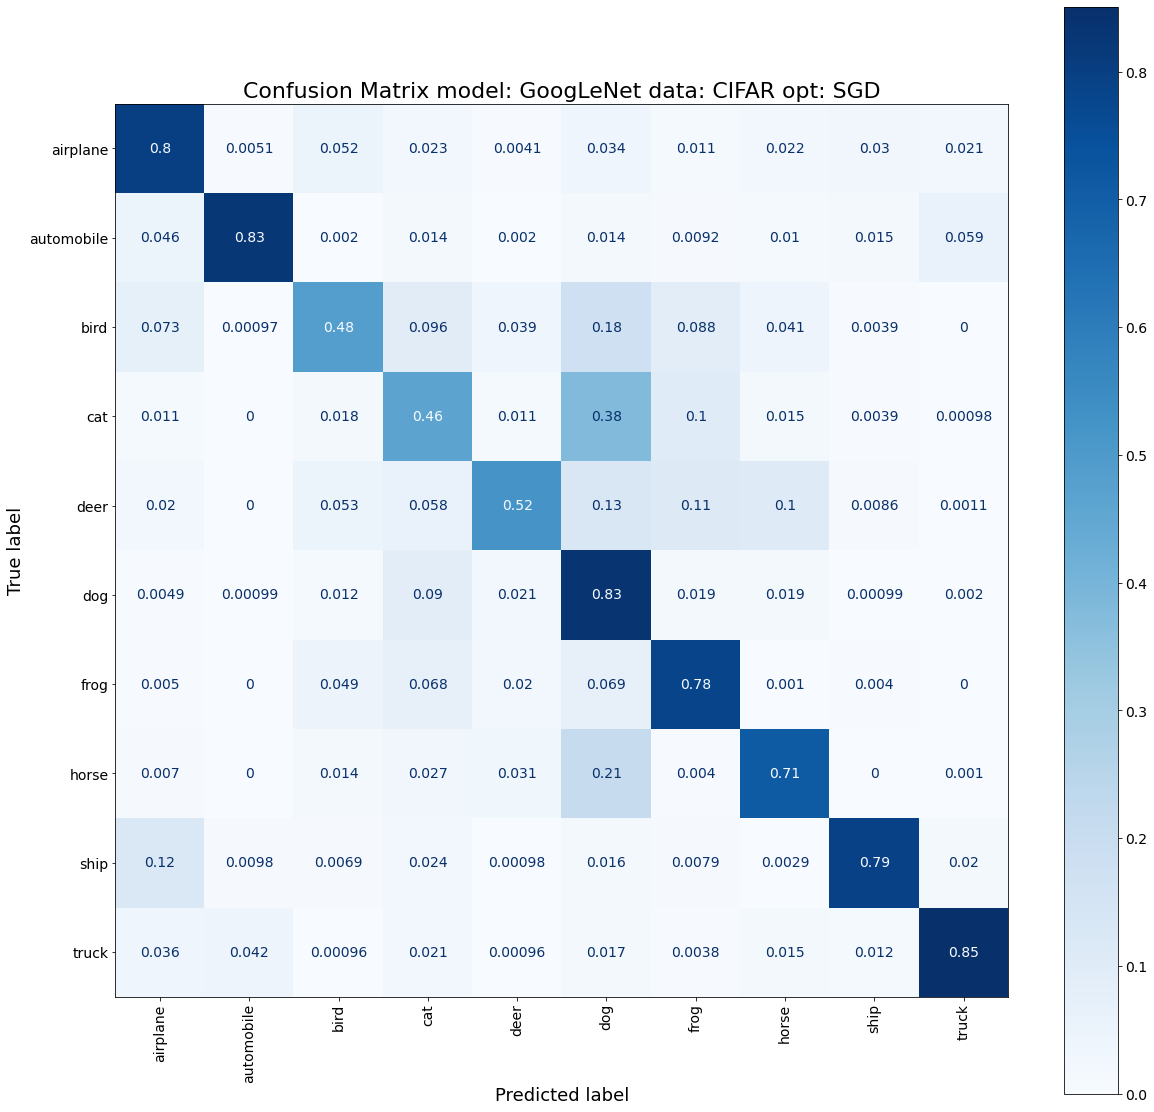 Confusion Matrix model: GoogLeNet data: CIFAR opt: SGD
airplane 0.8 0.0051 0.052 0.023 0.0041 0.034 0.011 0.022 0.03 0.021
automobile 0.046 0.83 0.002 0.014 0.002 0.014 0.0092 0.01 0.015 0.059
bird 0.073 0.00097 0.48 0.096 0.039 0.18 0.088 0.041 0.0039 0
cat 0.011 0 0.018 0.46 0.011 0.38 0.1 0.015 0.0039 0.00098
deer 0.02 0 0.053 0.058 0.52 0.13 0.11 0.1 0.0086 0.0011
dog 0.0049 0.00099 0.012 0.09 0.021 0.83 0.019 0.019 0.00099 0.002
frog 0.005 0 0.049 0.068 0.02 0.069 0.78 0.001 0.004 0
horse 0.007 0 0.014 0.027 0.031 0.21 0.004 0.71 0 0.001
ship 0.12 0.0098 0.0069 0.024 0.00098 0.016 0.0079 0.0029 0.79 0.02
truck 0.036 0.042 0.00096 0.021 0.00096 0.017 0.0038 0.015 0.012 0.85
airplane automobile bird cat deer dog frog horse ship truck
Predicted label
True label
0.8
0.7
0.6
0.5
0.4
0.3
0.2
0.1
0.0